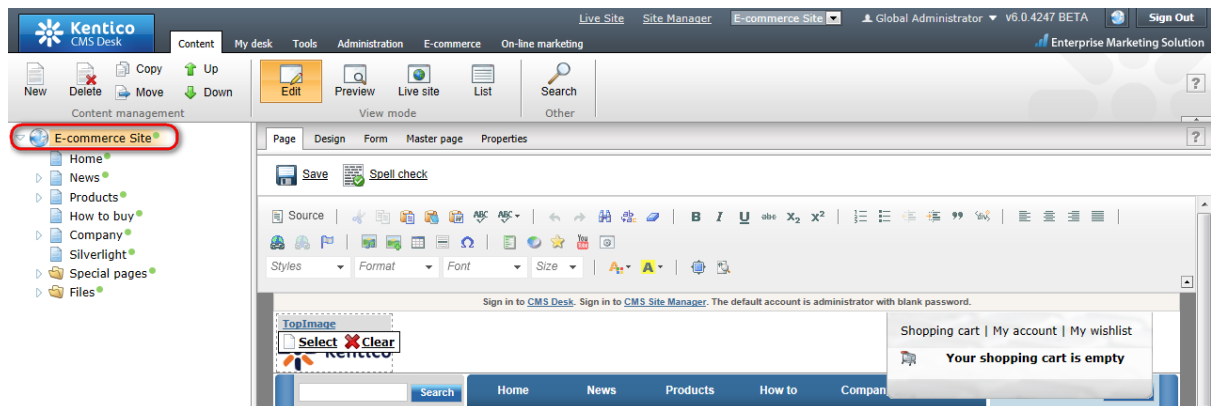 Live Site Site Manager E-commerce Site Global Administrator v6.0.4247 BETA Sign Out
Kentico
CMS Desk
Content My desk Tools Administration E-commerce On-line marketing Enterprise Marketing Solution
Copy Up
New Delete Move Down Edit Preview Live site List Search ?
Content management View mode Other
E-commerce Site
Page Design Form Master page Properties ?
Home
News
Products
How to buy
Company
Silverlight
Special pages
Files
Save Spell check
Source ABC ABC B I U abc X₂ X² You Tube
Styles Format Font Size A A
Sign in to CMS Desk. Sign in to CMS Site Manager. The default account is administrator with blank password.
TopImage
Select Clear
Kentico
Shopping cart | My account | My wishlist
Your shopping cart is empty
Search Home News Products How to Compan